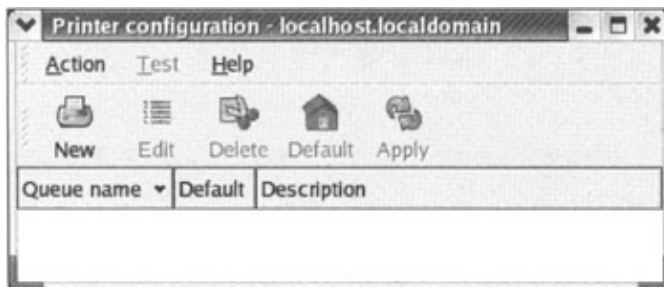 Printer configuration - localhost.localdomain
Action Test Help
New Edit Delete Default Apply
Queue name Default Description